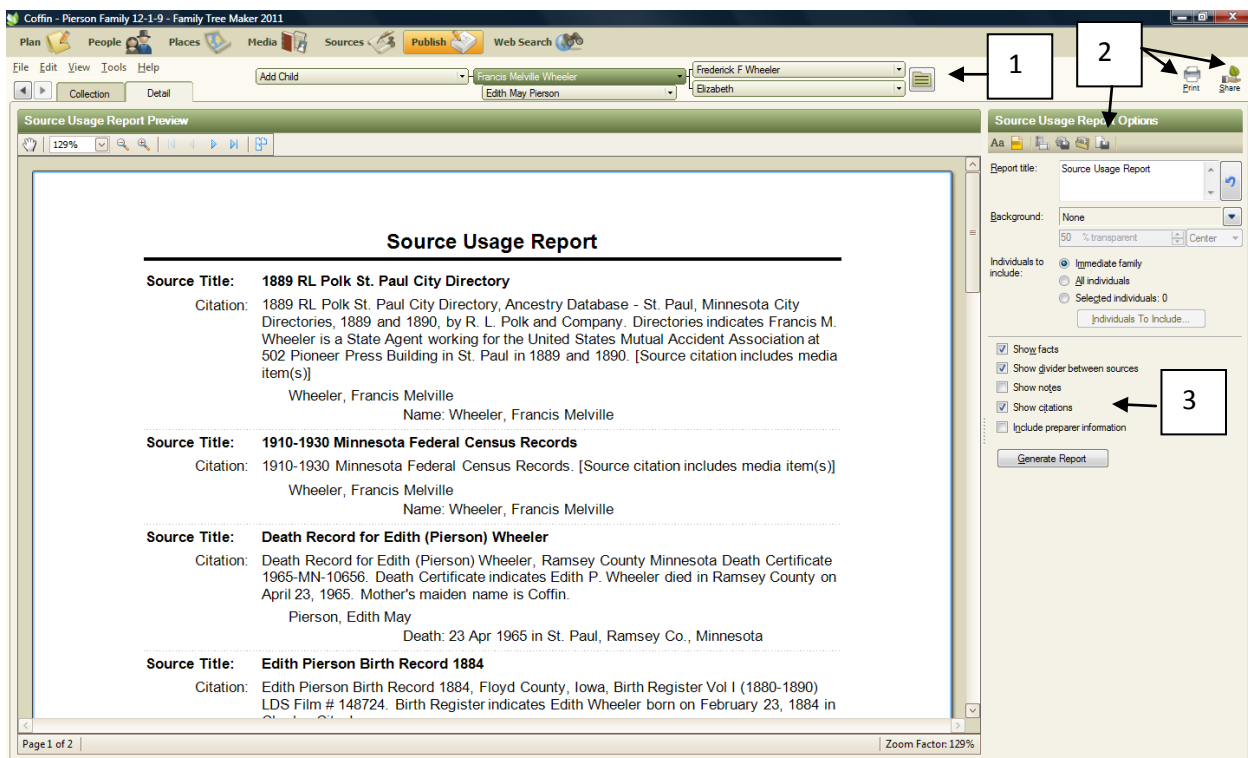 Coffin - Pierson Family 12-1-9 - Family Tree Maker 2011
Plan People Places Media Sources Publish Web Search
File Edit View Tools Help
Add Child
Francis Melville Wheeler
Edith May Pierson
Frederick F Wheeler
Elizabeth
1
2
Print Share
Collection Detail
Source Usage Report Preview
129%
Source Usage Report
Source Title: 1889 RL Polk St. Paul City Directory
Citation: 1889 RL Polk St. Paul City Directory, Ancestry Database - St. Paul, Minnesota City
Directories, 1889 and 1890, by R. L. Polk and Company. Directories indicates Francis M.
Wheeler is a State Agent working for the United States Mutual Accident Association at
502 Pioneer Press Building in St. Paul in 1889 and 1890. [Source citation includes media
item(s)]
Wheeler, Francis Melville
Name: Wheeler, Francis Melville
Source Title: 1910-1930 Minnesota Federal Census Records
Citation: 1910-1930 Minnesota Federal Census Records. [Source citation includes media item(s)]
Wheeler, Francis Melville
Name: Wheeler, Francis Melville
Source Title: Death Record for Edith (Pierson) Wheeler
Citation: Death Record for Edith (Pierson) Wheeler, Ramsey County Minnesota Death Certificate
1965-MN-10656. Death Certificate indicates Edith P. Wheeler died in Ramsey County on
April 23, 1965. Mother's maiden name is Coffin.
Pierson, Edith May
Death: 23 Apr 1965 in St. Paul, Ramsey Co., Minnesota
Source Title: Edith Pierson Birth Record 1884
Citation: Edith Pierson Birth Record 1884, Floyd County, Iowa, Birth Register Vol I (1880-1890)
LDS Film # 148724. Birth Register indicates Edith Wheeler born on February 23, 1884 in
Page 1 of 2
Zoom Factor: 129%
Source Usage Report Options
Aa
Report title: Source Usage Report
Background: None
50 % transparent Center
Individuals to
include:
Immediate family
All individuals
Selected individuals: 0
Individuals To Include...
Show facts
Show divider between sources
Show notes
Show citations
Include preparer information
3
Generate Report